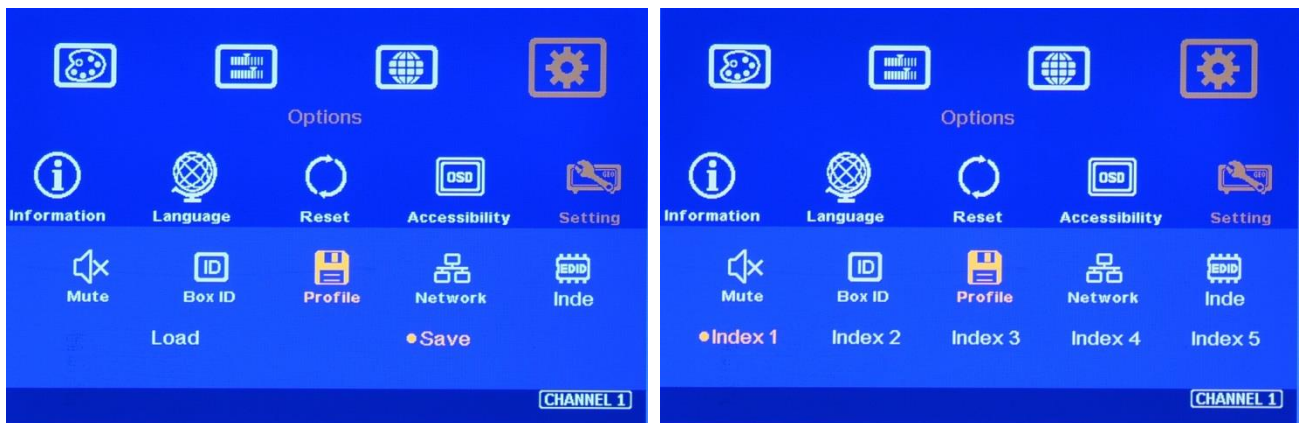 Options
Information Language Reset OSD Accessibility GEO Setting
Mute ID Box ID Profile Network EDID Inde
Load Save
CHANNEL 1
Options
Information Language Reset OSD Accessibility GEO Setting
Mute ID Box ID Profile Network EDID Inde
Index 1 Index 2 Index 3 Index 4 Index 5
CHANNEL 1